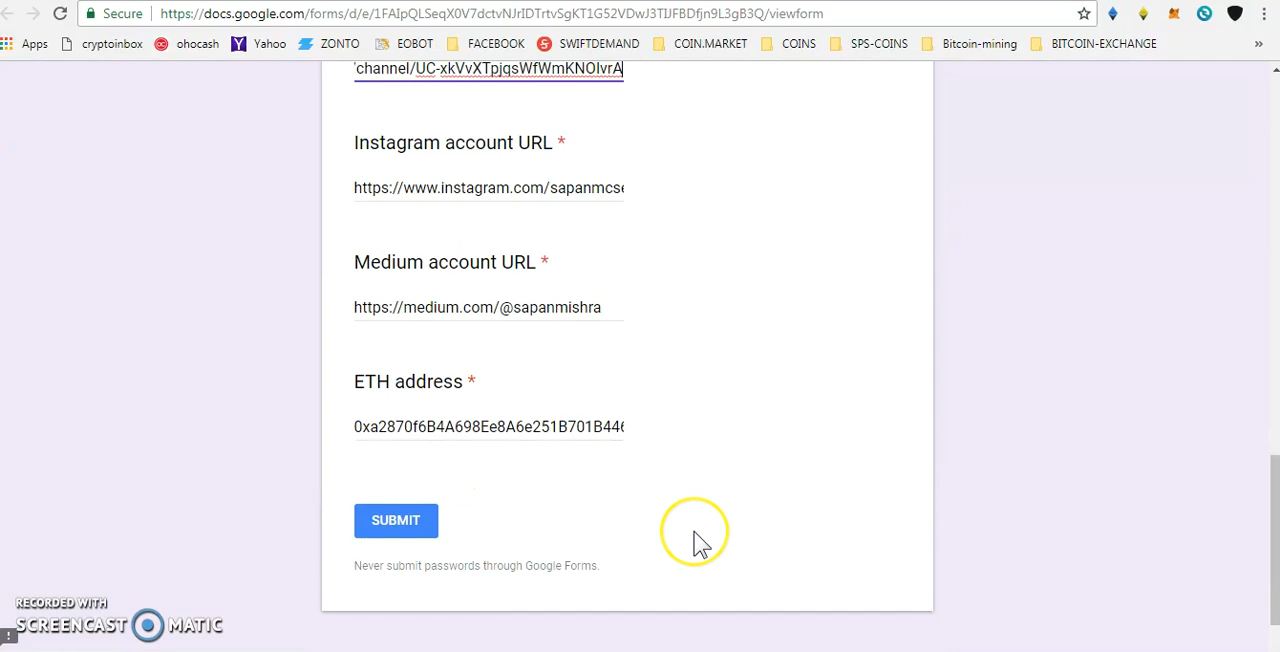 Secure https://docs.google.com/forms/d/e/1FAIpQLSeqX0V7dctvNJrIDTrtvSgKT1G52VDwJ3TIJFBDfjn9L3gB3Q/viewform
Apps cryptoinbox ohocash Yahoo ZONTO EOBOT FACEBOOK SWIFTDEMAND COIN.MARKET COINS SPS-COINS Bitcoin-mining BITCOIN-EXCHANGE »
channel/UC-xkVvXTpjqsWfWmKNOIvrA
Instagram account URL *
https://www.instagram.com/sapanmcse
Medium account URL *
https://medium.com/@sapanmishra
ETH address *
0xa2870f6B4A698Ee8A6e251B701B446
SUBMIT
Never submit passwords through Google Forms.
RECORDED WITH
SCREENCAST MATIC